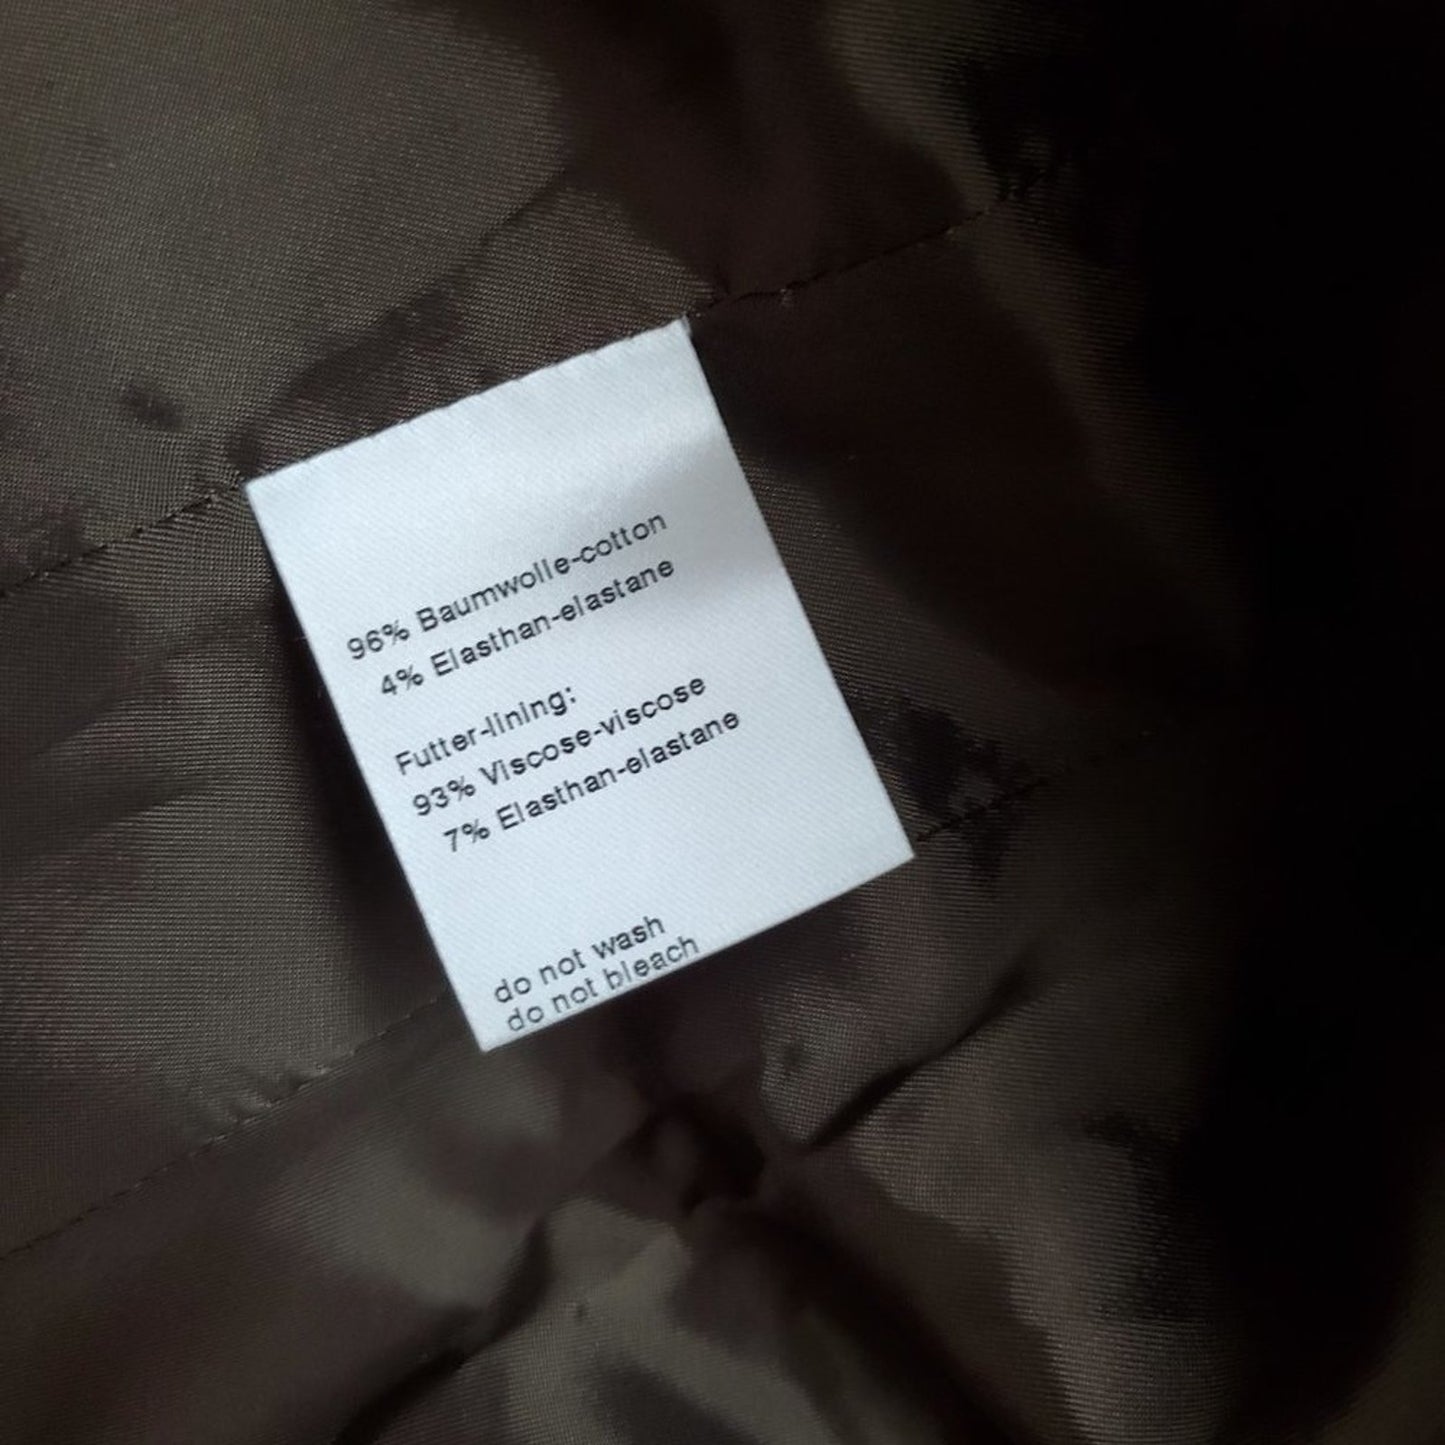 96% Baumwolle-cotton
4% Elasthan-elastane
Futter-lining:
93% Viscose-viscose
7% Elasthan-elastane
do not wash
do not bleach